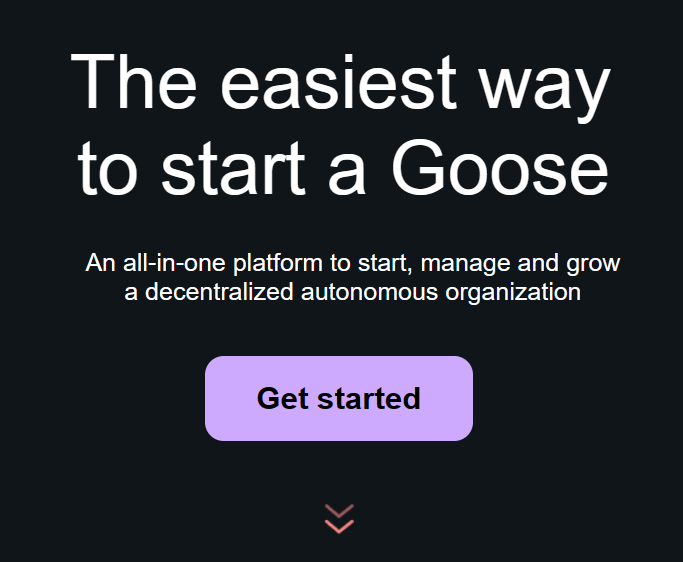 The easiest way
to start a Goose
An all-in-one platform to start, manage and grow
a decentralized autonomous organization
Get started